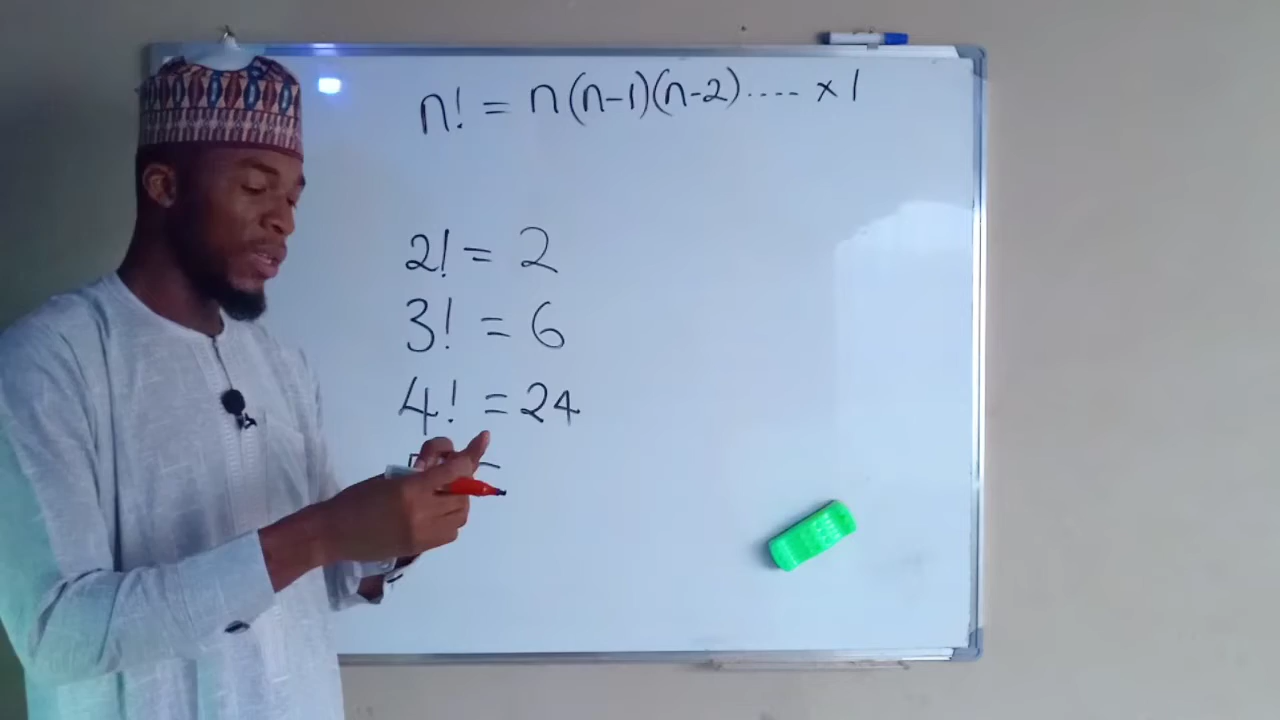 n! = n(n-1)(n-2)..... x 1
2! = 2
3! = 6
4! = 24